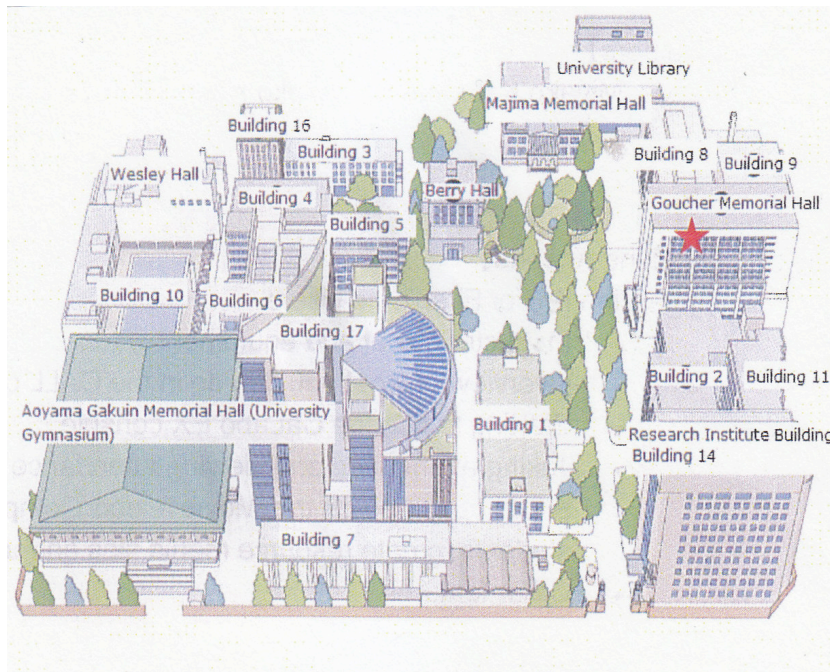 University Library
Majima Memorial Hall
Building 16
Building 3
Building 8
Building 9
Wesley Hall
Building 4
Berry Hall
Goucher Memorial Hall
Building 5
Building 10
Building 6
Building 17
Building 2
Building 11
Aoyama Gakuin Memorial Hall (University
Gymnasium)
Building 1
Research Institute Building
Building 14
Building 7